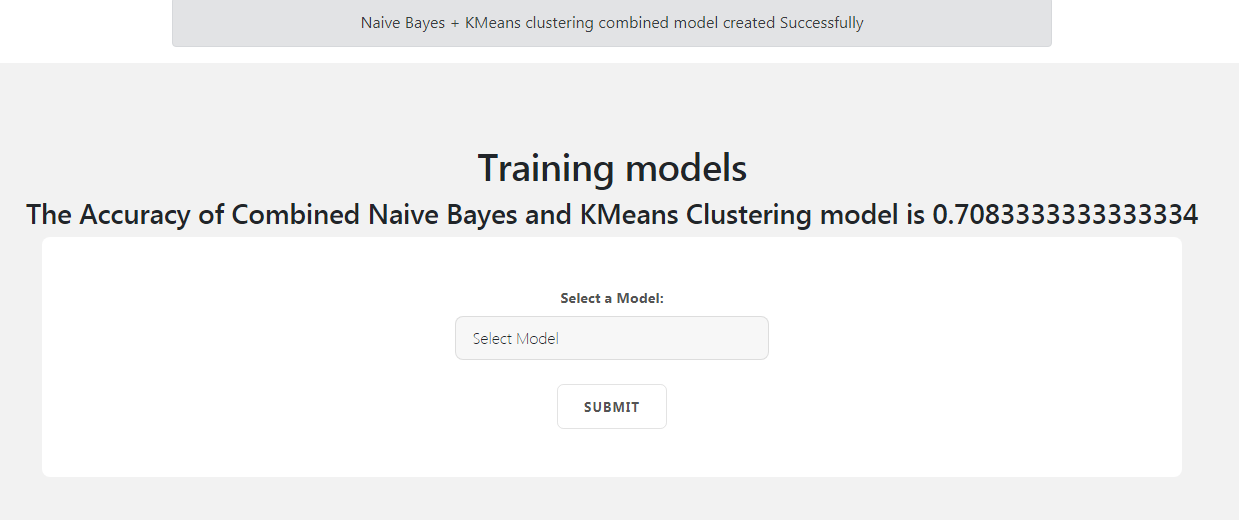 Naive Bayes + KMeans clustering combined model created Successfully
Training models
The Accuracy of Combined Naive Bayes and KMeans Clustering model is 0.7083333333333334
Select a Model:
Select Model
SUBMIT